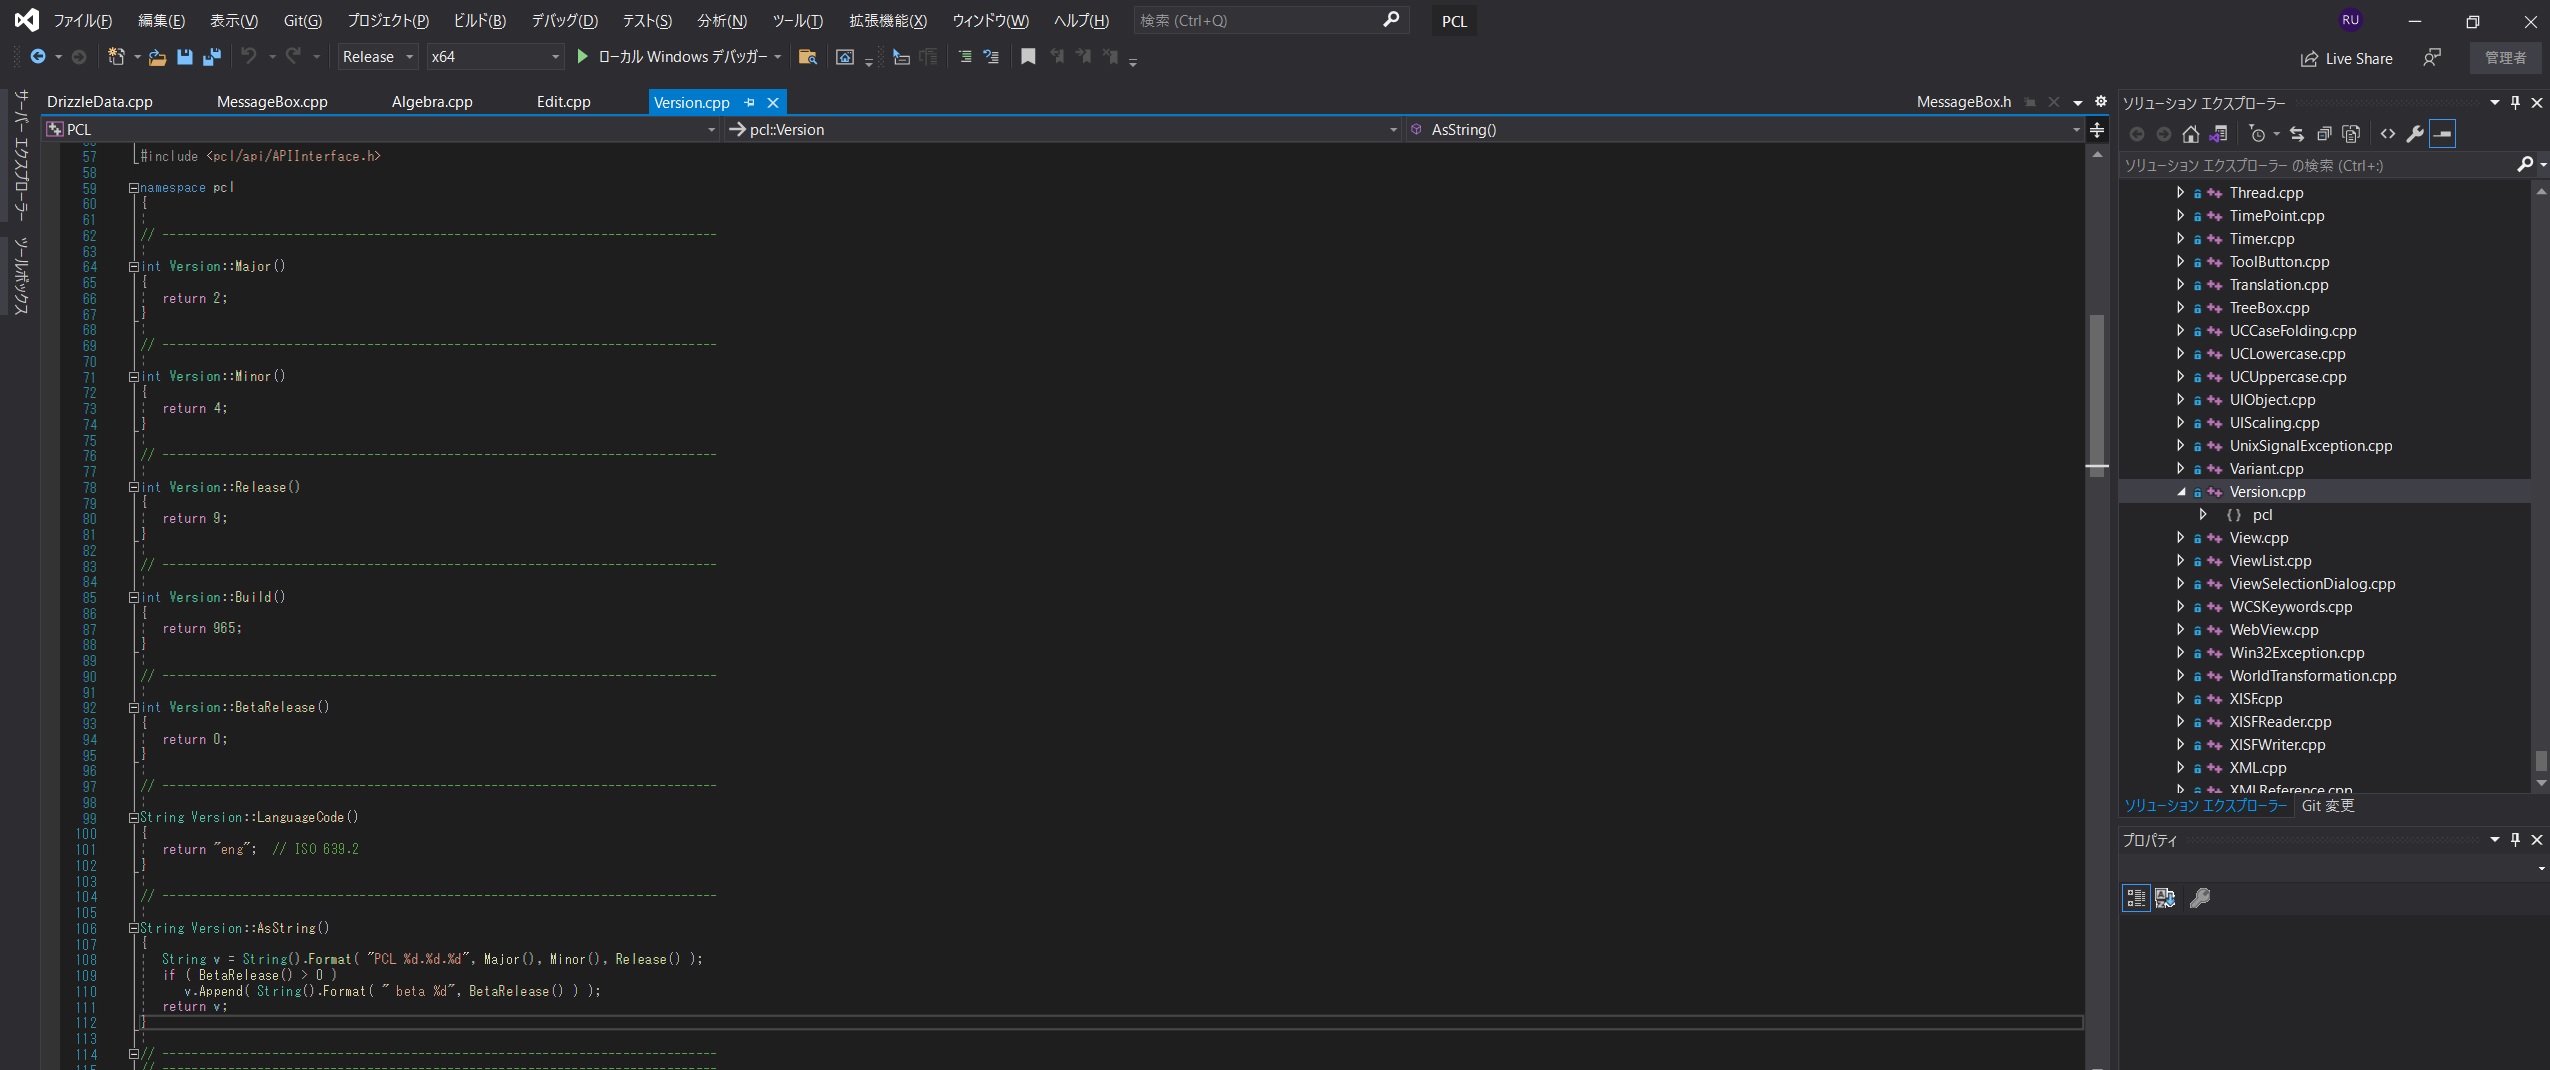 ファイル(F) 編集(E) 表示(V) Git(G) プロジェクト(P) ビルド(B) デバッグ(D) テスト(S) 分析(N) ツール(T) 拡張機能(X) ウィンドウ(W) ヘルプ(H) 検索 (Ctrl+Q) PCL RU
Release x64 ローカル Windows デバッガー Live Share 管理者
サーバー エクスプローラー
ツールボックス
DrizzleData.cpp MessageBox.cpp Algebra.cpp Edit.cpp Version.cpp MessageBox.h
PCL pcl::Version AsString()
57 #include <pcl/api/APIInterface.h>
58
59 namespace pcl
60 {
61
62 // ----------------------------------------------------------------------------
63
64 int Version::Major()
65 {
66 return 2;
67 }
68
69 // ----------------------------------------------------------------------------
70
71 int Version::Minor()
72 {
73 return 4;
74 }
75
76 // ----------------------------------------------------------------------------
77
78 int Version::Release()
79 {
80 return 9;
81 }
82
83 // ----------------------------------------------------------------------------
84
85 int Version::Build()
86 {
87 return 965;
88 }
89
90 // ----------------------------------------------------------------------------
91
92 int Version::BetaRelease()
93 {
94 return 0;
95 }
96
97 // ----------------------------------------------------------------------------
98
99 String Version::LanguageCode()
100 {
101 return "eng"; // ISO 639.2
102 }
103
104 // ----------------------------------------------------------------------------
105
106 String Version::AsString()
107 {
108 String v = String().Format( "PCL %d.%d.%d", Major(), Minor(), Release() );
109 if ( BetaRelease() > 0 )
110 v.Append( String().Format( " beta %d", BetaRelease() ) );
111 return v;
112 }
113
114 // ----------------------------------------------------------------------------
ソリューション エクスプローラー
ソリューション エクスプローラー の検索 (Ctrl+:)
Thread.cpp
TimePoint.cpp
Timer.cpp
ToolButton.cpp
Translation.cpp
TreeBox.cpp
UCCaseFolding.cpp
UCLowercase.cpp
UCUppercase.cpp
UIObject.cpp
UIScaling.cpp
UnixSignalException.cpp
Variant.cpp
Version.cpp
{ } pcl
View.cpp
ViewList.cpp
ViewSelectionDialog.cpp
WCSKeywords.cpp
WebView.cpp
Win32Exception.cpp
WorldTransformation.cpp
XISF.cpp
XISFReader.cpp
XISFWriter.cpp
XML.cpp
XMLReference.cpp
ソリューション エクスプローラー Git 変更
プロパティ